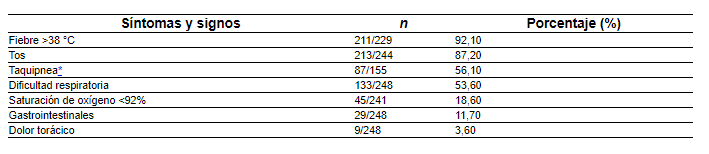 Síntomas y signos n Porcentaje (%)
Fiebre >38 °C 211/229 92,10
Tos 213/244 87,20
Taquipnea* 87/155 56,10
Dificultad respiratoria 133/248 53,60
Saturación de oxígeno <92% 45/241 18,60
Gastrointestinales 29/248 11,70
Dolor torácico 9/248 3,60